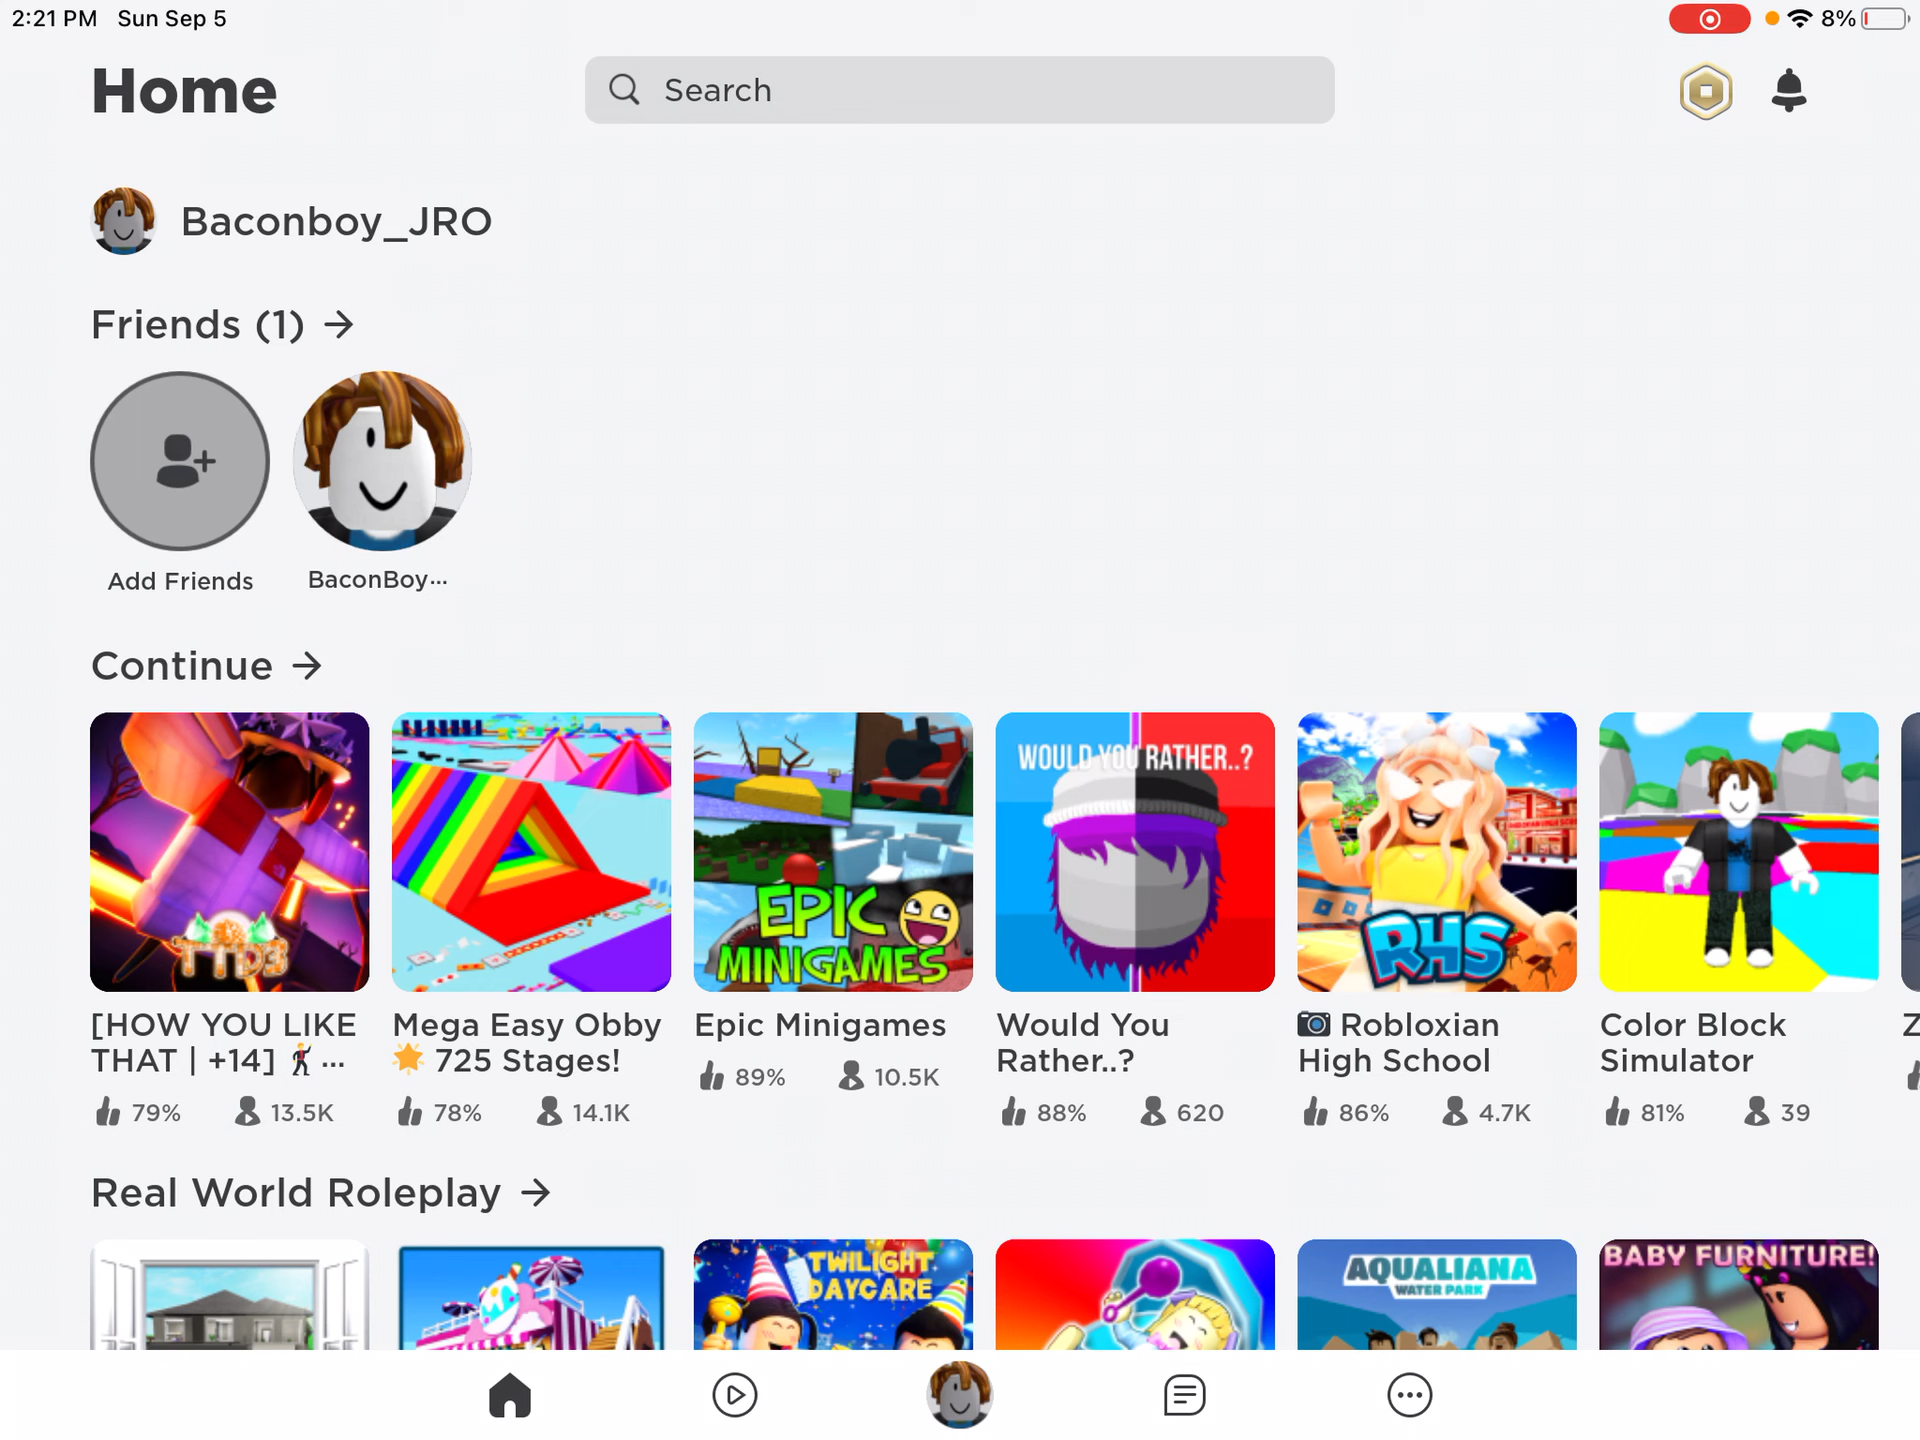 2:21 PM Sun Sep 5
8%
Home
Search
Baconboy_JRO
Friends (1) →
Add Friends
BaconBoy...
Continue →
WOULD YOU RATHER..?
TTD3
EPIC
MINIGAMES
RHS
[HOW YOU LIKE
THAT | +14] 🕺 ...
79% 13.5K
Mega Easy Obby
🌟 725 Stages!
78% 14.1K
Epic Minigames
89% 10.5K
Would You
Rather..?
88% 620
📷 Robloxian
High School
86% 4.7K
Color Block
Simulator
81% 39
Z
Real World Roleplay →
TWILIGHT
DAYCARE
AQUALIANA
WATER PARK
BABY FURNITURE!